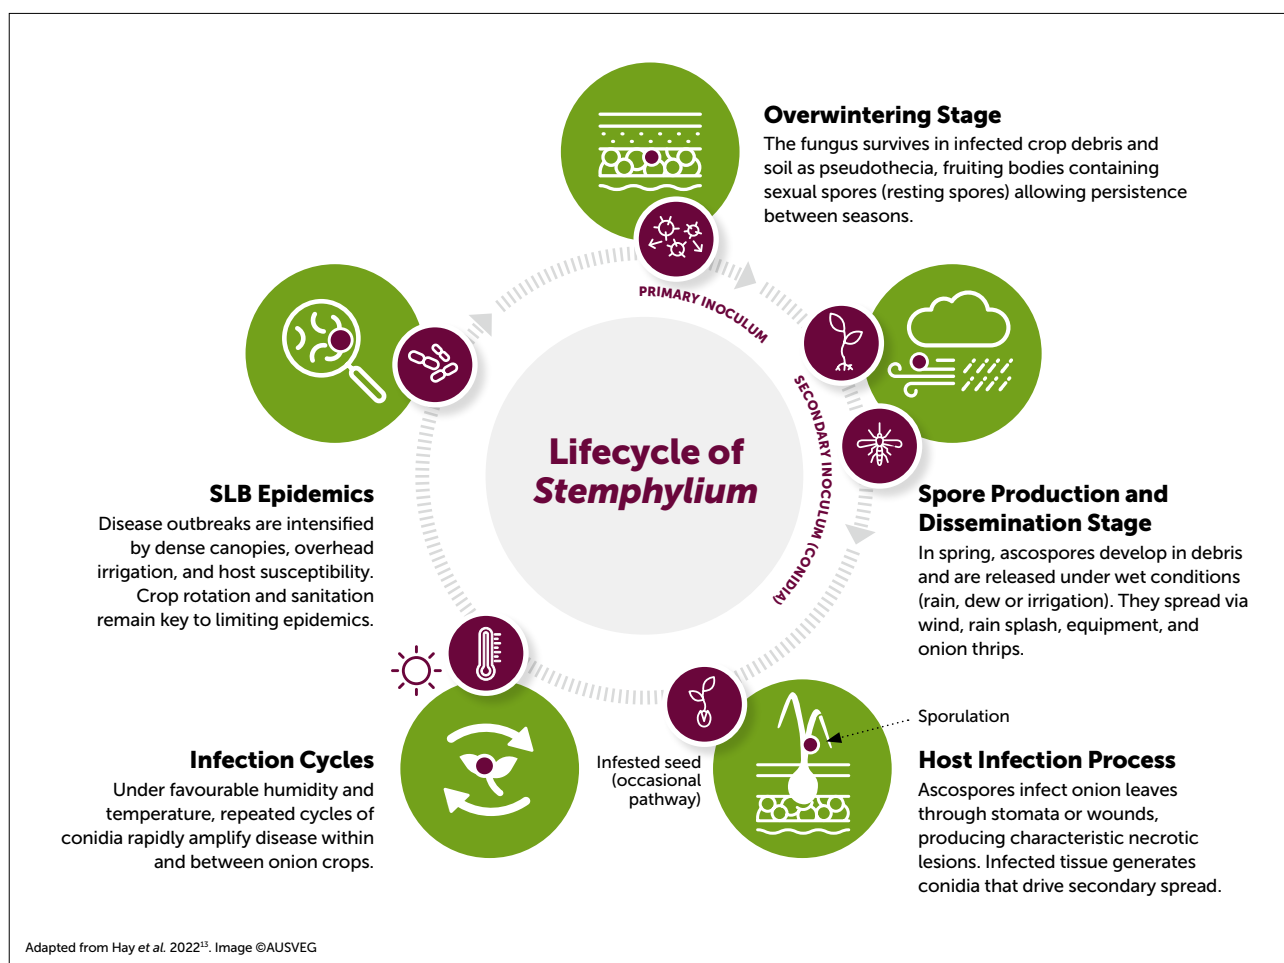 Overwintering Stage
The fungus survives in infected crop debris and
soil as pseudothecia, fruiting bodies containing
sexual spores (resting spores) allowing persistence
between seasons.
PRIMARY INOCULUM
SECONDARY INOCULUM (CONIDIA)
Lifecycle of
Stemphylium
Spore Production and
Dissemination Stage
In spring, ascospores develop in debris
and are released under wet conditions
(rain, dew or irrigation). They spread via
wind, rain splash, equipment, and
onion thrips.
Sporulation
Host Infection Process
Ascospores infect onion leaves
through stomata or wounds,
producing characteristic necrotic
lesions. Infected tissue generates
conidia that drive secondary spread.
Infested seed
(occasional
pathway)
Infection Cycles
Under favourable humidity and
temperature, repeated cycles of
conidia rapidly amplify disease within
and between onion crops.
SLB Epidemics
Disease outbreaks are intensified
by dense canopies, overhead
irrigation, and host susceptibility.
Crop rotation and sanitation
remain key to limiting epidemics.
Adapted from Hay et al. 2022¹³. Image ©AUSVEG